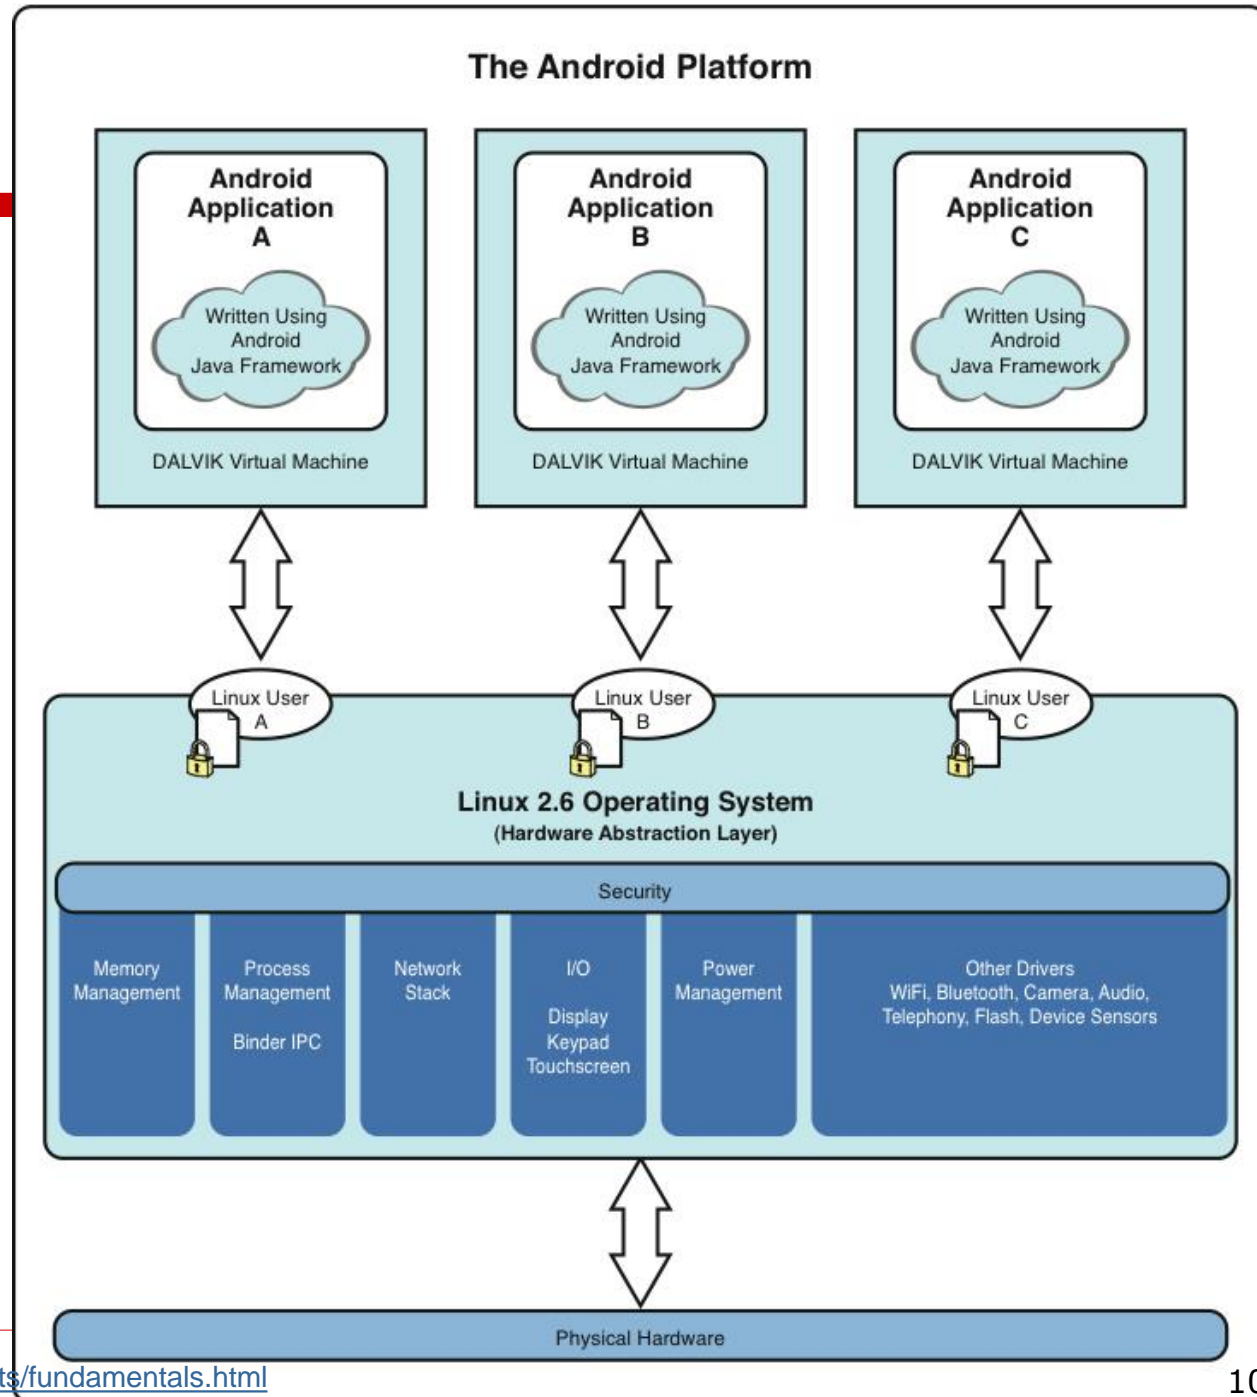 The Android Platform
Android
Application
A
Written Using
Android
Java Framework
DALVIK Virtual Machine
Android
Application
B
Written Using
Android
Java Framework
DALVIK Virtual Machine
Android
Application
C
Written Using
Android
Java Framework
DALVIK Virtual Machine
Linux User
A
Linux User
B
Linux User
C
Linux 2.6 Operating System
(Hardware Abstraction Layer)
Security
Memory
Management
Process
Management
Binder IPC
Network
Stack
I/O
Display
Keypad
Touchscreen
Power
Management
Other Drivers
WiFi, Bluetooth, Camera, Audio,
Telephony, Flash, Device Sensors
Physical Hardware
ts/fundamentals.html
10